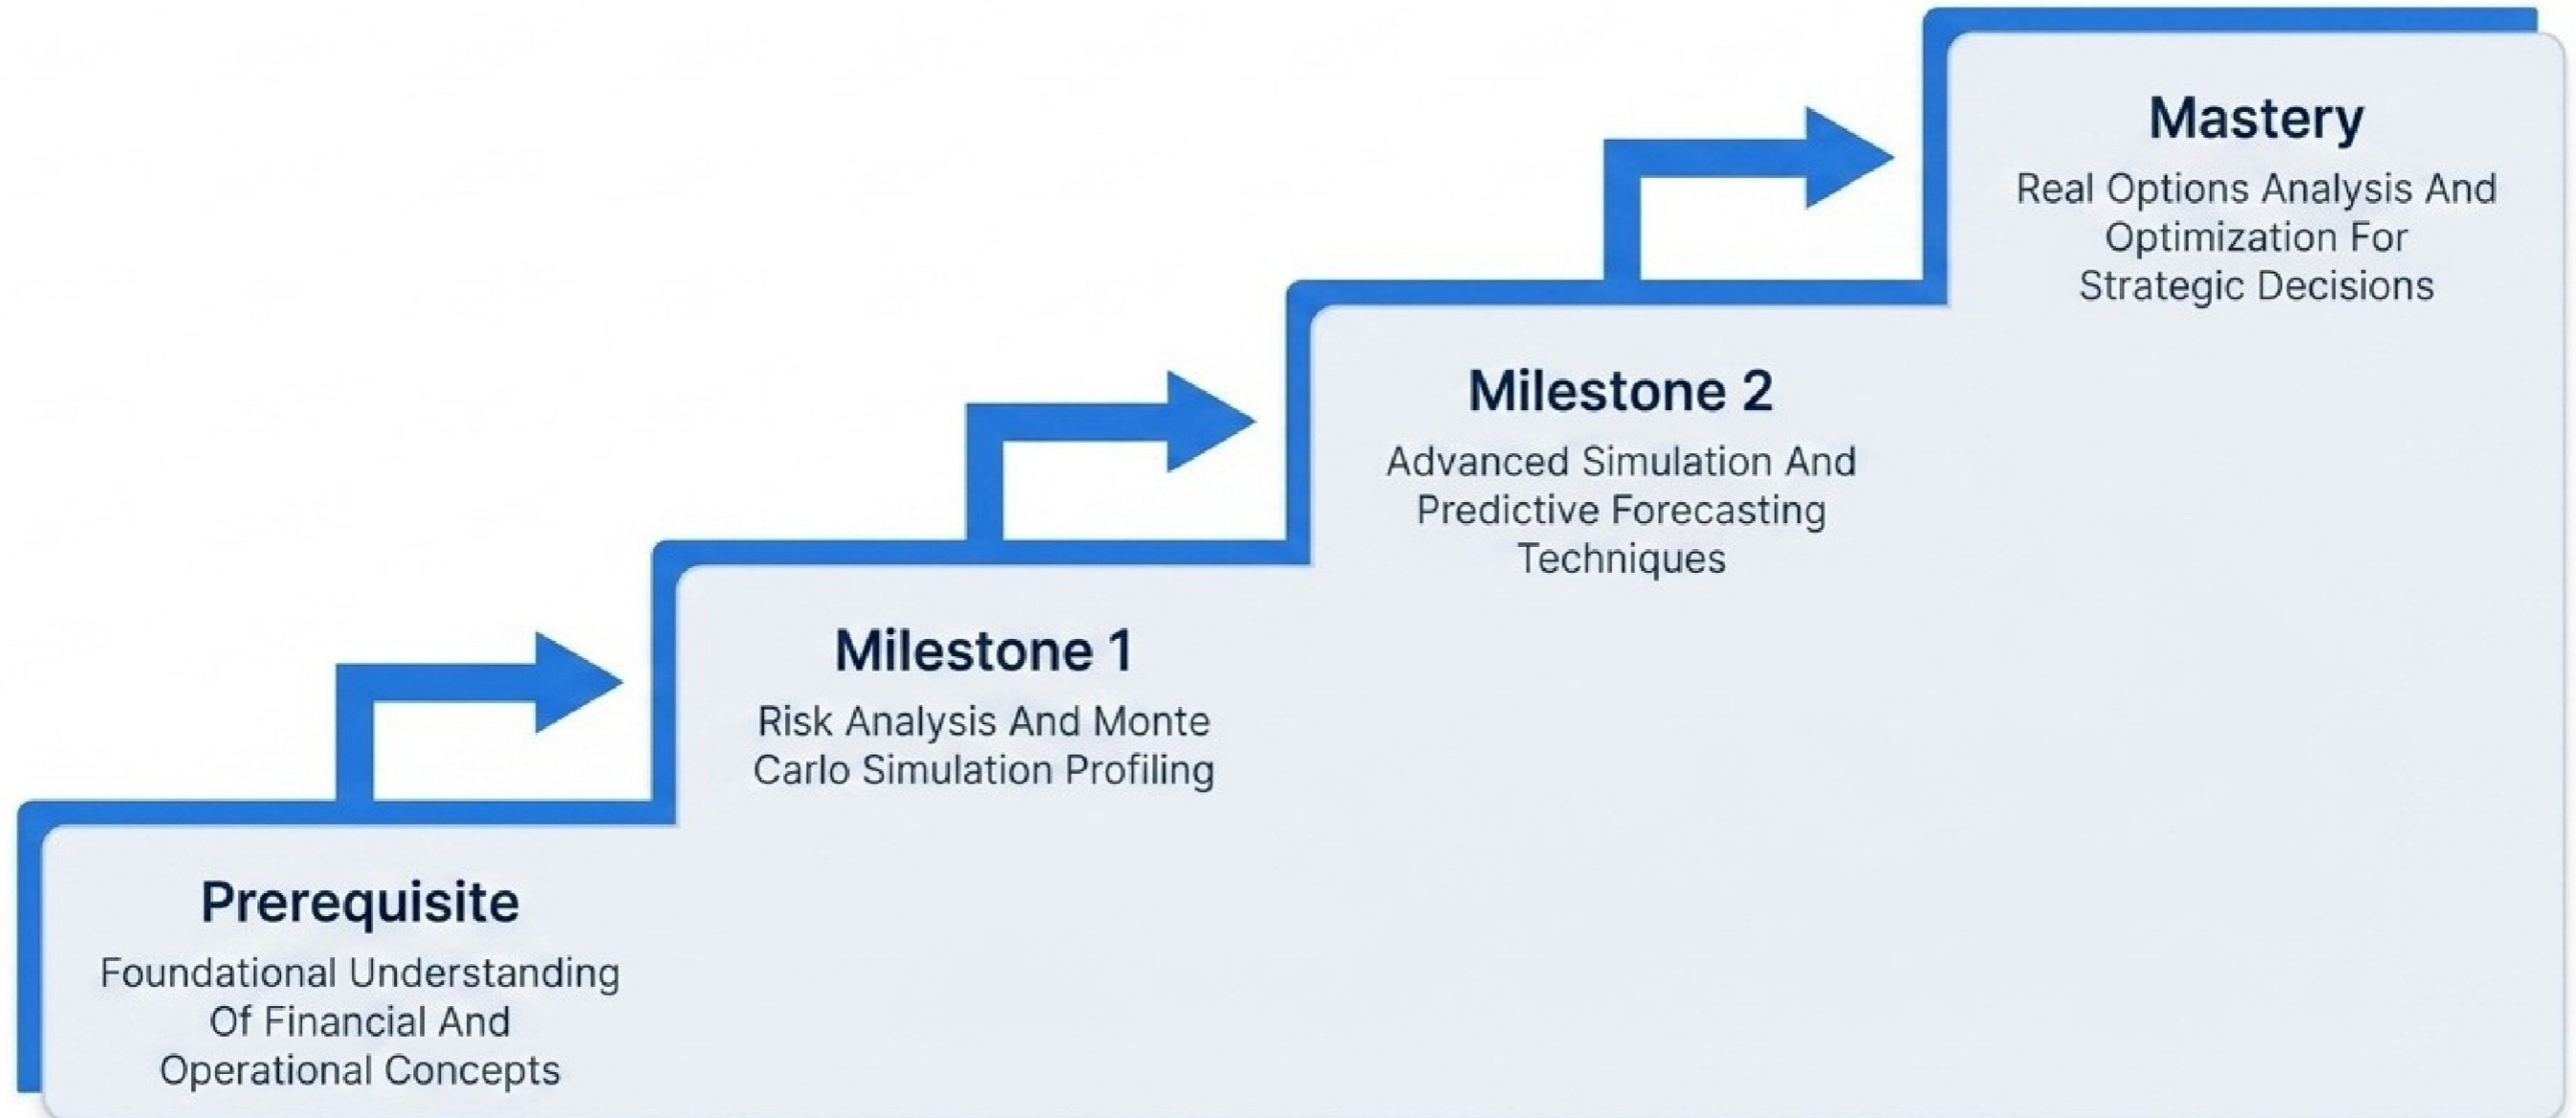 Mastery
Real Options Analysis And
Optimization For
Strategic Decisions
Milestone 2
Advanced Simulation And
Predictive Forecasting
Techniques
Milestone 1
Risk Analysis And Monte
Carlo Simulation Profiling
Prerequisite
Foundational Understanding
Of Financial And
Operational Concepts